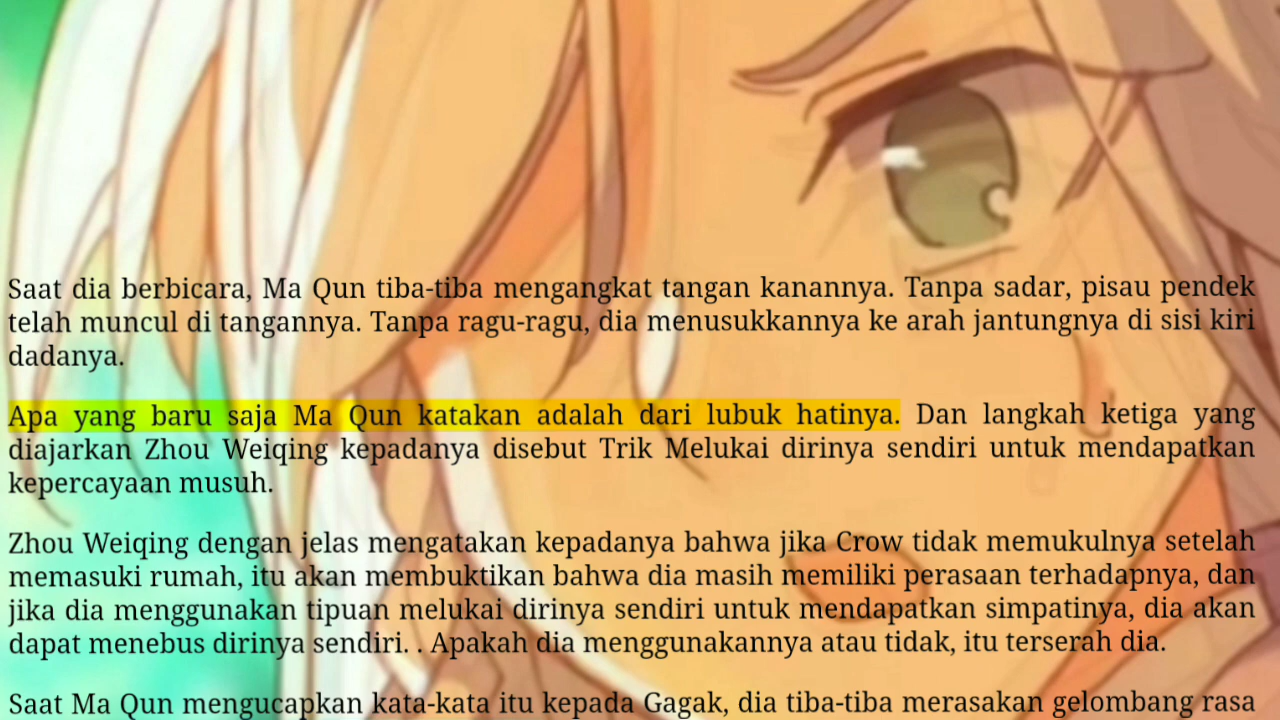 Saat dia berbicara, Ma Qun tiba-tiba mengangkat tangan kanannya. Tanpa sadar, pisau pendek
telah muncul di tangannya. Tanpa ragu-ragu, dia menusukkannya ke arah jantungnya di sisi kiri
dadanya.
Apa yang baru saja Ma Qun katakan adalah dari lubuk hatinya. Dan langkah ketiga yang
diajarkan Zhou Weiqing kepadanya disebut Trik Melukai dirinya sendiri untuk mendapatkan
kepercayaan musuh.
Zhou Weiqing dengan jelas mengatakan kepadanya bahwa jika Crow tidak memukulnya setelah
memasuki rumah, itu akan membuktikan bahwa dia masih memiliki perasaan terhadapnya, dan
jika dia menggunakan tipuan melukai dirinya sendiri untuk mendapatkan simpatinya, dia akan
dapat menebus dirinya sendiri. . Apakah dia menggunakannya atau tidak, itu terserah dia.
Saat Ma Qun mengucapkan kata-kata itu kepada Gagak, dia tiba-tiba merasakan gelombang rasa